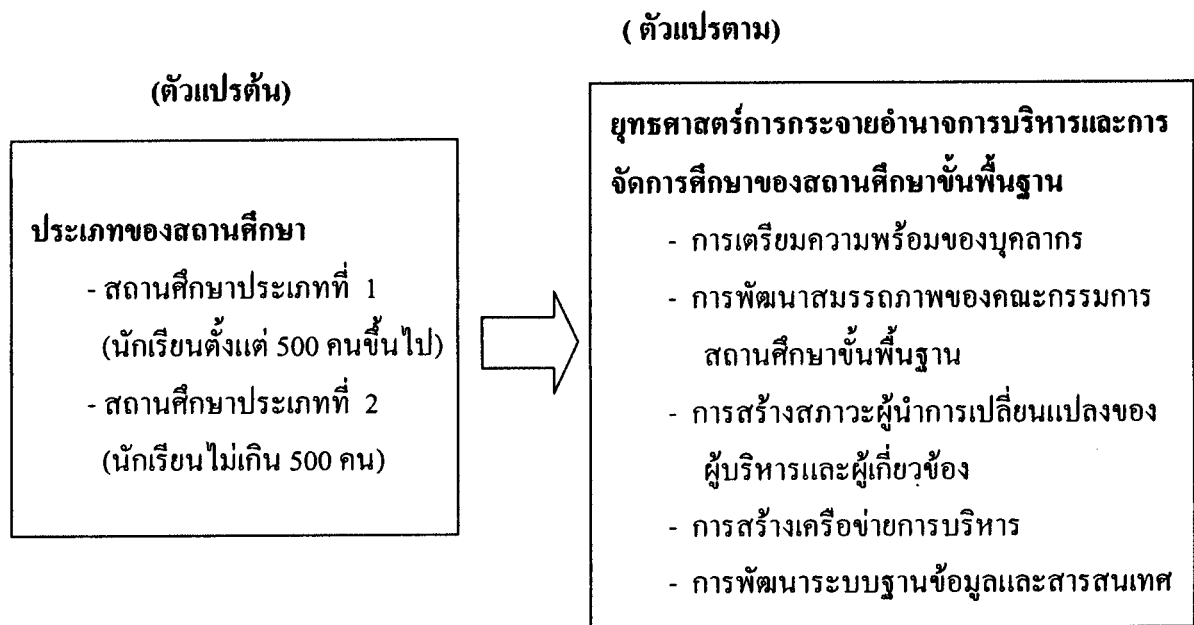 (ตัวแปรต้น)
ประเภทของสถานศึกษา
- สถานศึกษาประเภทที่ 1
(นักเรียนตั้งแต่ 500 คนขึ้นไป)
- สถานศึกษาประเภทที่ 2
(นักเรียนไม่เกิน 500 คน)
( ตัวแปรตาม)
ยุทธศาสตร์การกระจายอำนาจการบริหารและการ
จัดการศึกษาของสถานศึกษาขั้นพื้นฐาน
- การเตรียมความพร้อมของบุคลากร
- การพัฒนาสมรรถภาพของคณะกรรมการ
สถานศึกษาขั้นพื้นฐาน
- การสร้างสภาวะผู้นำการเปลี่ยนแปลงของ
ผู้บริหารและผู้เกี่ยวข้อง
- การสร้างเครือข่ายการบริหาร
- การพัฒนาระบบฐานข้อมูลและสารสนเทศ